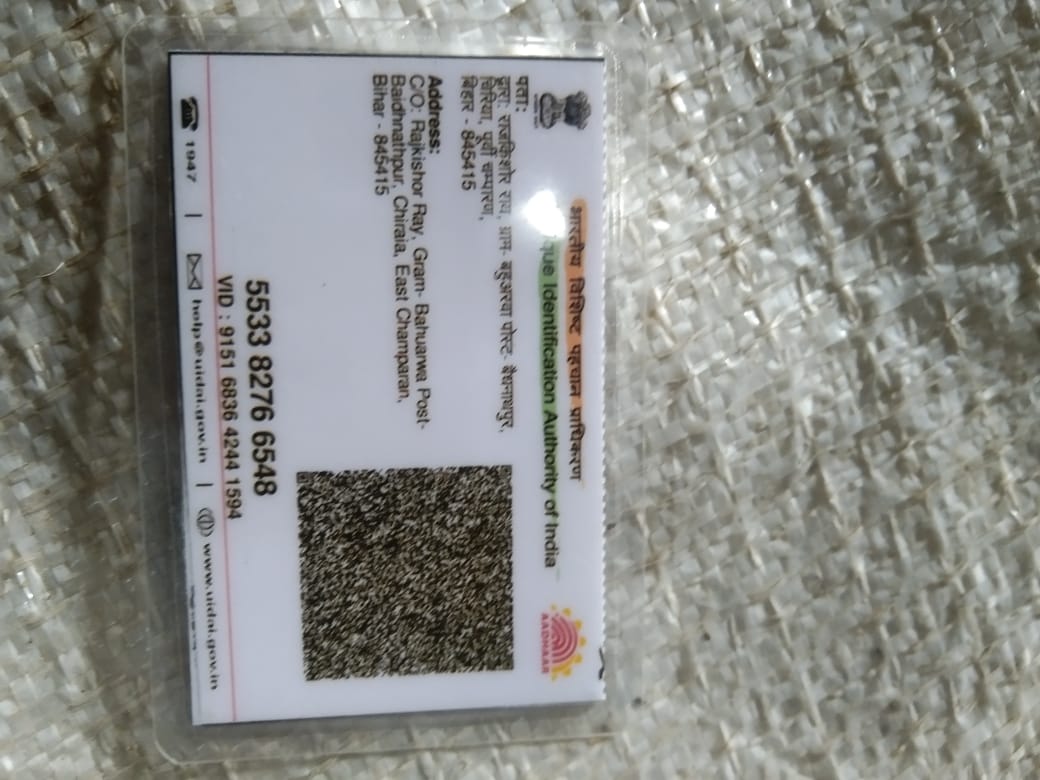 भारतीय विशिष्ट पहचान प्राधिकरण
Identification Authority of India
AADHAAR
पता:
द्वारा: राजकिशोर राय, ग्राम- बहुअरवा पोस्ट- बैधनाथपुर,
चिरैया, पूर्वी चम्पारण,
बिहार - 845415
Address:
C/O: Rajkishor Ray, Gram- Bahuarwa Post-
Baidhnathpur, Chiraia, East Champaran,
Bihar - 845415
5533 8276 6548
VID : 9151 6836 4244 1594
1947 | help@uidai.gov.in | www.uidai.gov.in